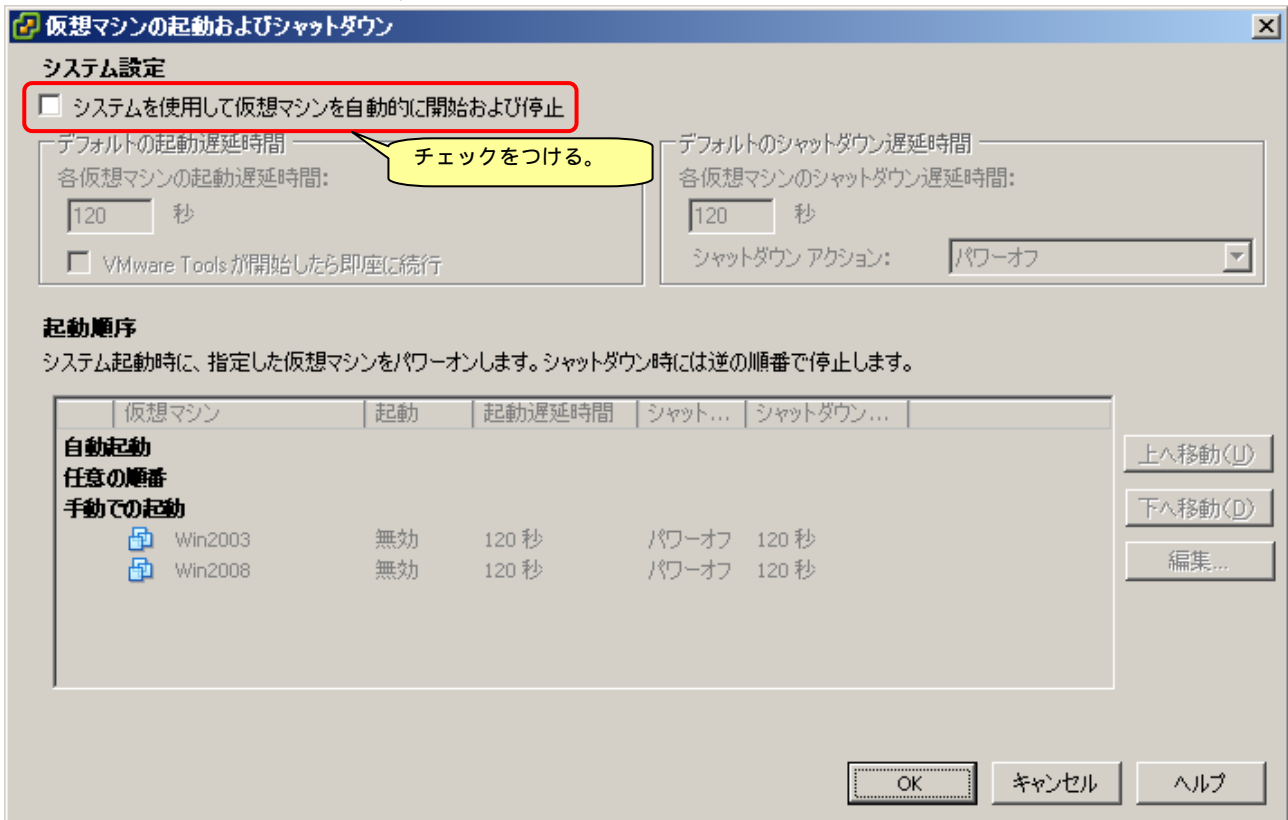 仮想マシンの起動およびシャットダウン
システム設定
システムを使用して仮想マシンを自動的に開始および停止
チェックをつける。
デフォルトの起動遅延時間
各仮想マシンの起動遅延時間:
120 秒
VMware Toolsが開始したら即座に続行
デフォルトのシャットダウン遅延時間
各仮想マシンのシャットダウン遅延時間:
120 秒
シャットダウン アクション: パワーオフ
起動順序
システム起動時に、指定した仮想マシンをパワーオンします。シャットダウン時には逆の順番で停止します。
仮想マシン 起動 起動遅延時間 シャット... シャットダウン...
自動起動
任意の順番
手動での起動
Win2003 無効 120 秒 パワーオフ 120 秒
Win2008 無効 120 秒 パワーオフ 120 秒
上へ移動(U)
下へ移動(D)
編集...
OK キャンセル ヘルプ